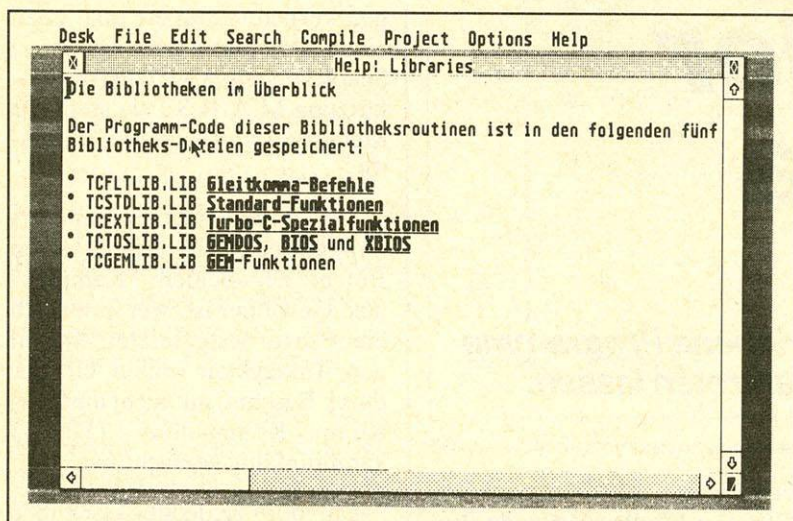 Desk File Edit Search Compile Project Options Help
Help: Libraries
Die Bibliotheken im Überblick
Der Programm-Code dieser Bibliotheksroutinen ist in den folgenden fünf
Bibliotheks-Dateien gespeichert:
° TCFLTLIB.LIB Gleitkomma-Befehle
° TCSTDLIB.LIB Standard-Funktionen
° TCEXTLIB.LIB Turbo-C-Spezialfunktionen
° TCTOSLIB.LIB GEMDOS, BIOS und XBIOS
° TCGEMLIB.LIB GEM-Funktionen